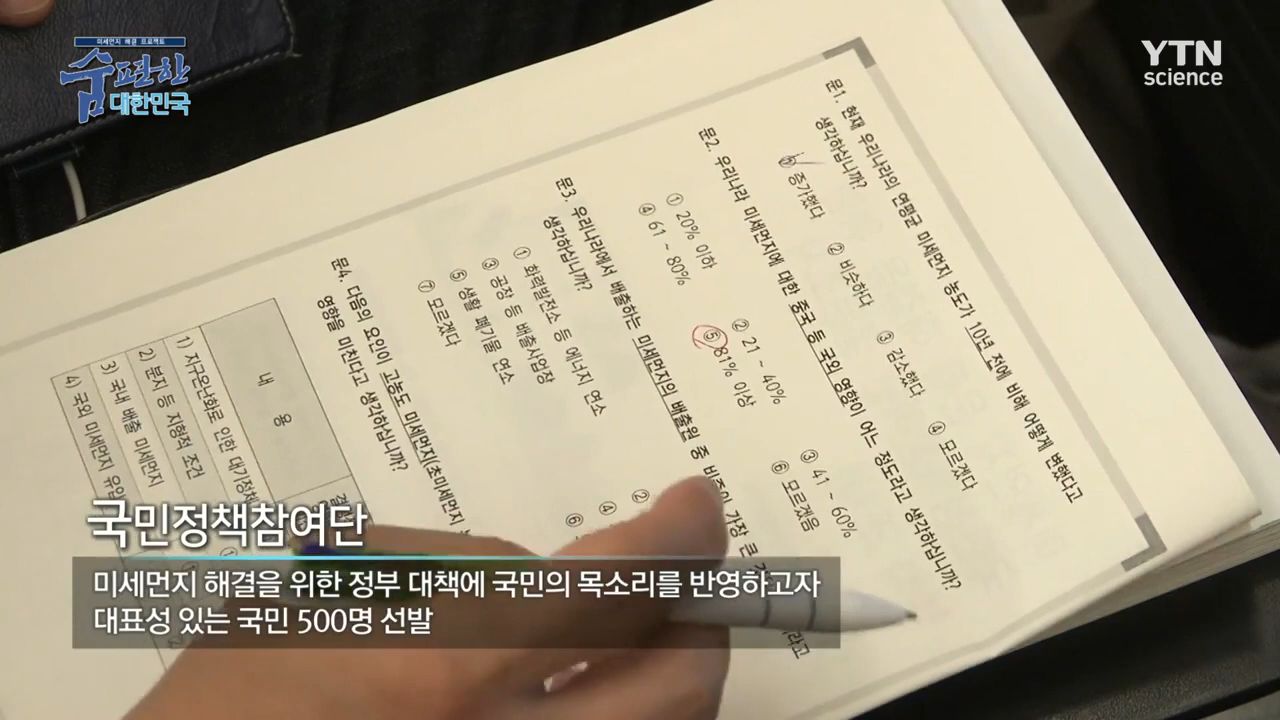 미세먼지 해결 프로젝트
숨편한
대한민국
YTN
science
문1. 현재 우리나라의 연평균 미세먼지 농도가 10년 전에 비해 어떻게 변했다고
생각하십니까?
① 증가했다 ② 비슷하다 ③ 감소했다 ④ 모르겠다
문2. 우리나라 미세먼지에 대한 중국 등 국외 영향이 어느 정도라고 생각하십니까?
① 20% 이하 ② 21 ~ 40% ③ 41 ~ 60%
④ 61 ~ 80% ⑤ 81% 이상 ⑥ 모르겠음
문3. 우리나라에서 배출하는 미세먼지의 배출원 중 비중이 가장 큰
생각하십니까?
① 화력발전소 등 에너지 연소 ②
③ 공장 등 배출사업장 ④
⑤ 생활 폐기물 연소 ⑥
⑦ 모르겠다
문4. 다음의 요인이 고농도 미세먼지(초미세먼지
영향을 미친다고 생각하십니까?
내 용
1) 지구온난화로 인한 대기정체
2) 분지 등 지형적 조건
3) 국내 배출 미세먼지
4) 국외 미세먼지 유입
국민정책참여단
미세먼지 해결을 위한 정부 대책에 국민의 목소리를 반영하고자
대표성 있는 국민 500명 선발